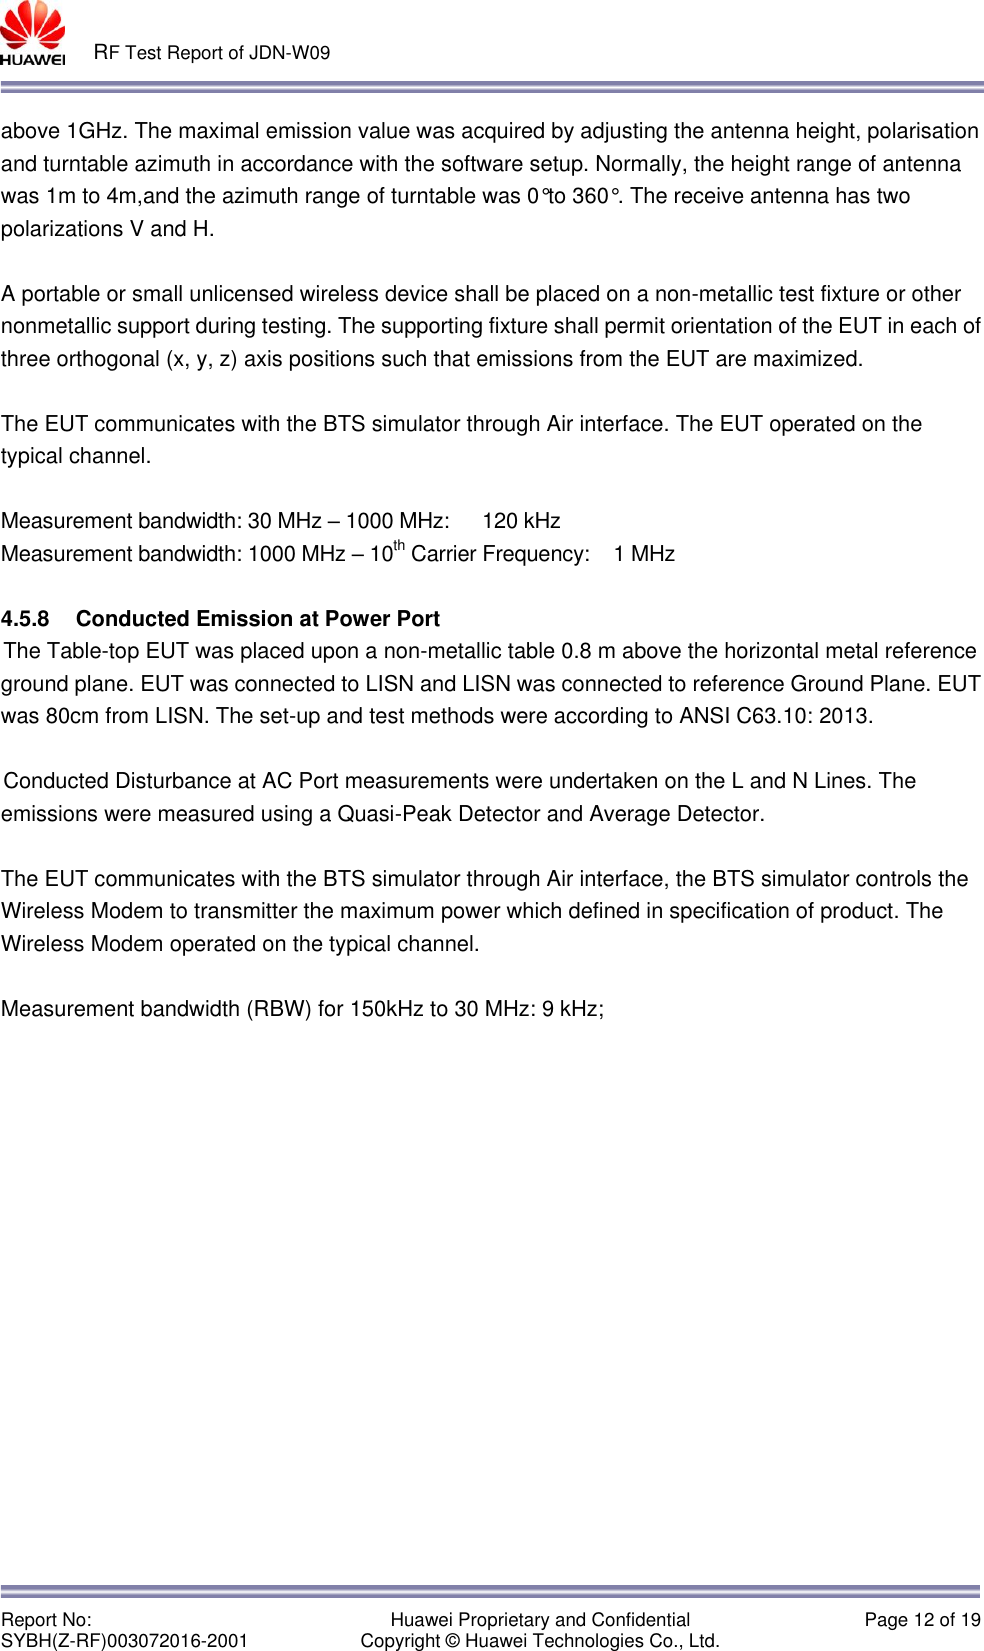 HUAWEI
RF Test Report of JDN-W09
above 1GHz. The maximal emission value was acquired by adjusting the antenna height, polarisation
and turntable azimuth in accordance with the software setup. Normally, the height range of antenna
was 1m to 4m,and the azimuth range of turntable was 0°to 360°. The receive antenna has two
polarizations V and H.
A portable or small unlicensed wireless device shall be placed on a non-metallic test fixture or other
nonmetallic support during testing. The supporting fixture shall permit orientation of the EUT in each of
three orthogonal (x, y, z) axis positions such that emissions from the EUT are maximized.
The EUT communicates with the BTS simulator through Air interface. The EUT operated on the
typical channel.
Measurement bandwidth: 30 MHz – 1000 MHz: 120 kHz
Measurement bandwidth: 1000 MHz – 10th Carrier Frequency: 1 MHz
4.5.8 Conducted Emission at Power Port
The Table-top EUT was placed upon a non-metallic table 0.8 m above the horizontal metal reference
ground plane. EUT was connected to LISN and LISN was connected to reference Ground Plane. EUT
was 80cm from LISN. The set-up and test methods were according to ANSI C63.10: 2013.
Conducted Disturbance at AC Port measurements were undertaken on the L and N Lines. The
emissions were measured using a Quasi-Peak Detector and Average Detector.
The EUT communicates with the BTS simulator through Air interface, the BTS simulator controls the
Wireless Modem to transmitter the maximum power which defined in specification of product. The
Wireless Modem operated on the typical channel.
Measurement bandwidth (RBW) for 150kHz to 30 MHz: 9 kHz;
Report No: Huawei Proprietary and Confidential Page 12 of 19
SYBH(Z-RF)003072016-2001 Copyright © Huawei Technologies Co., Ltd.